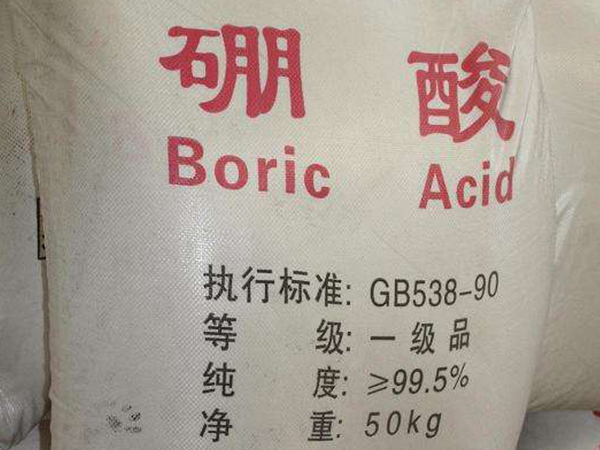 硼 酸
Boric Acid
执行标准: GB538-90
等 级: 一级品
纯 度: ≥99.5%
净 重: 50kg